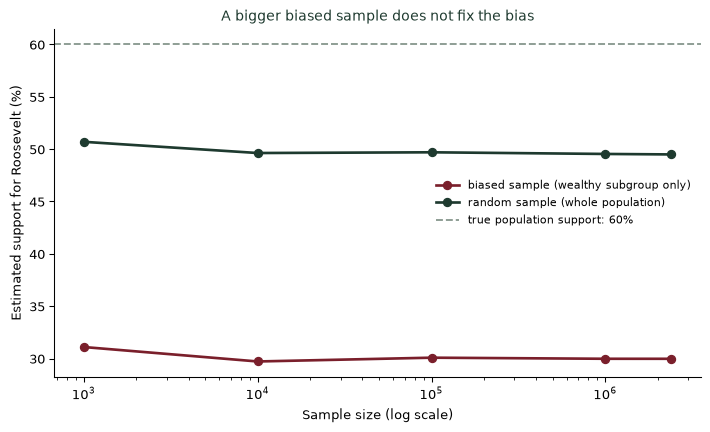 A bigger biased sample does not fix the bias
Estimated support for Roosevelt (%)
60
55
50
45
40
35
30
biased sample (wealthy subgroup only)
random sample (whole population)
true population support: 60%
10³
10⁴
10⁵
10⁶
Sample size (log scale)